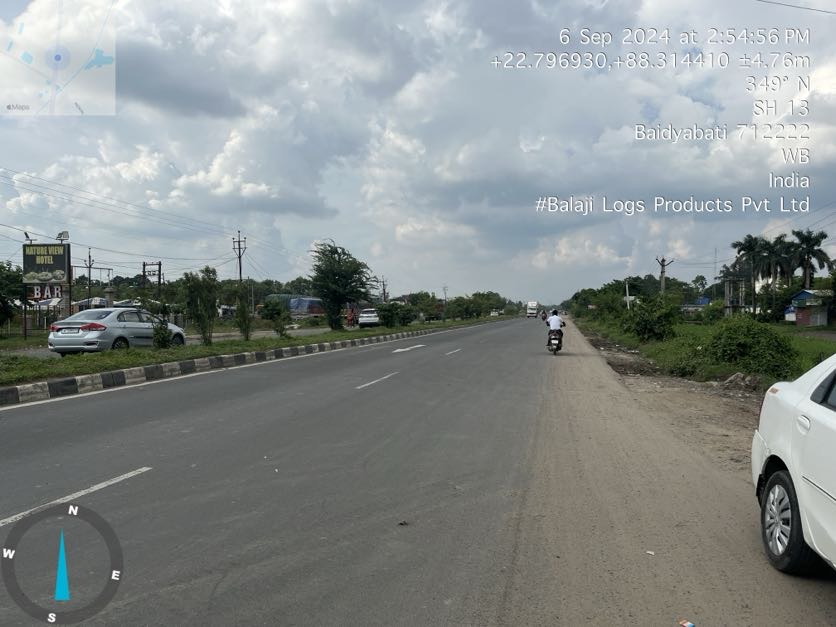 6 Sep 2024 at 2:54:56 PM
+22.796930,+88.314410 ±4.76m
349° N
SH 13
Baidyabati 712222
WB
India
#Balaji Logs Products Pvt Ltd
Maps
NATURE VIEW
HOTEL
BAR
N
W
E
S